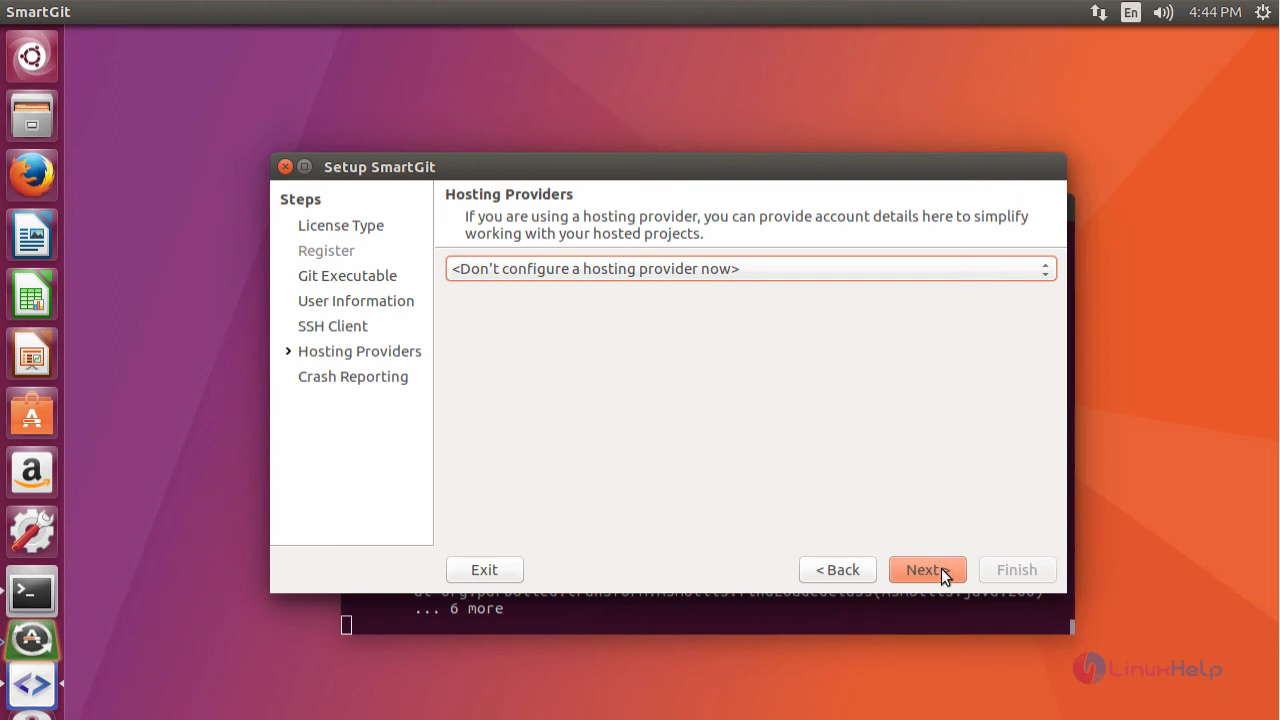 SmartGit
En
4:44 PM
Setup SmartGit
Steps
License Type
Register
Git Executable
User Information
SSH Client
Hosting Providers
Crash Reporting
Hosting Providers
If you are using a hosting provider, you can provide account details here to simplify
working with your hosted projects.
<Don't configure a hosting provider now>
Exit
< Back
Next
Finish
... 6 more
LinuxHelp